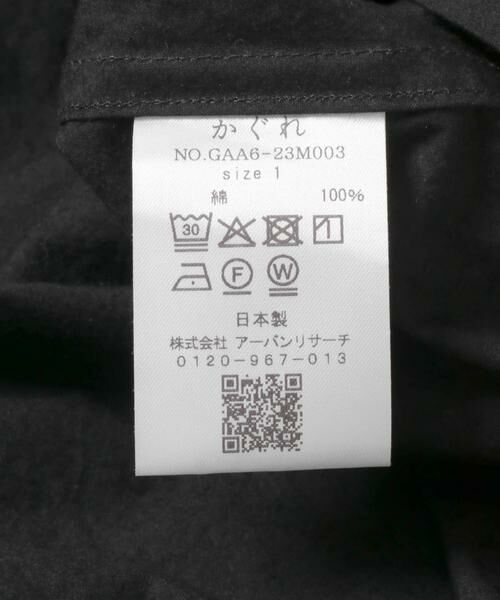 かぐれ
NO.GAA6-23M003
size 1
綿 100%
30
F W
日本製
株式会社 アーバンリサーチ
0120-967-013